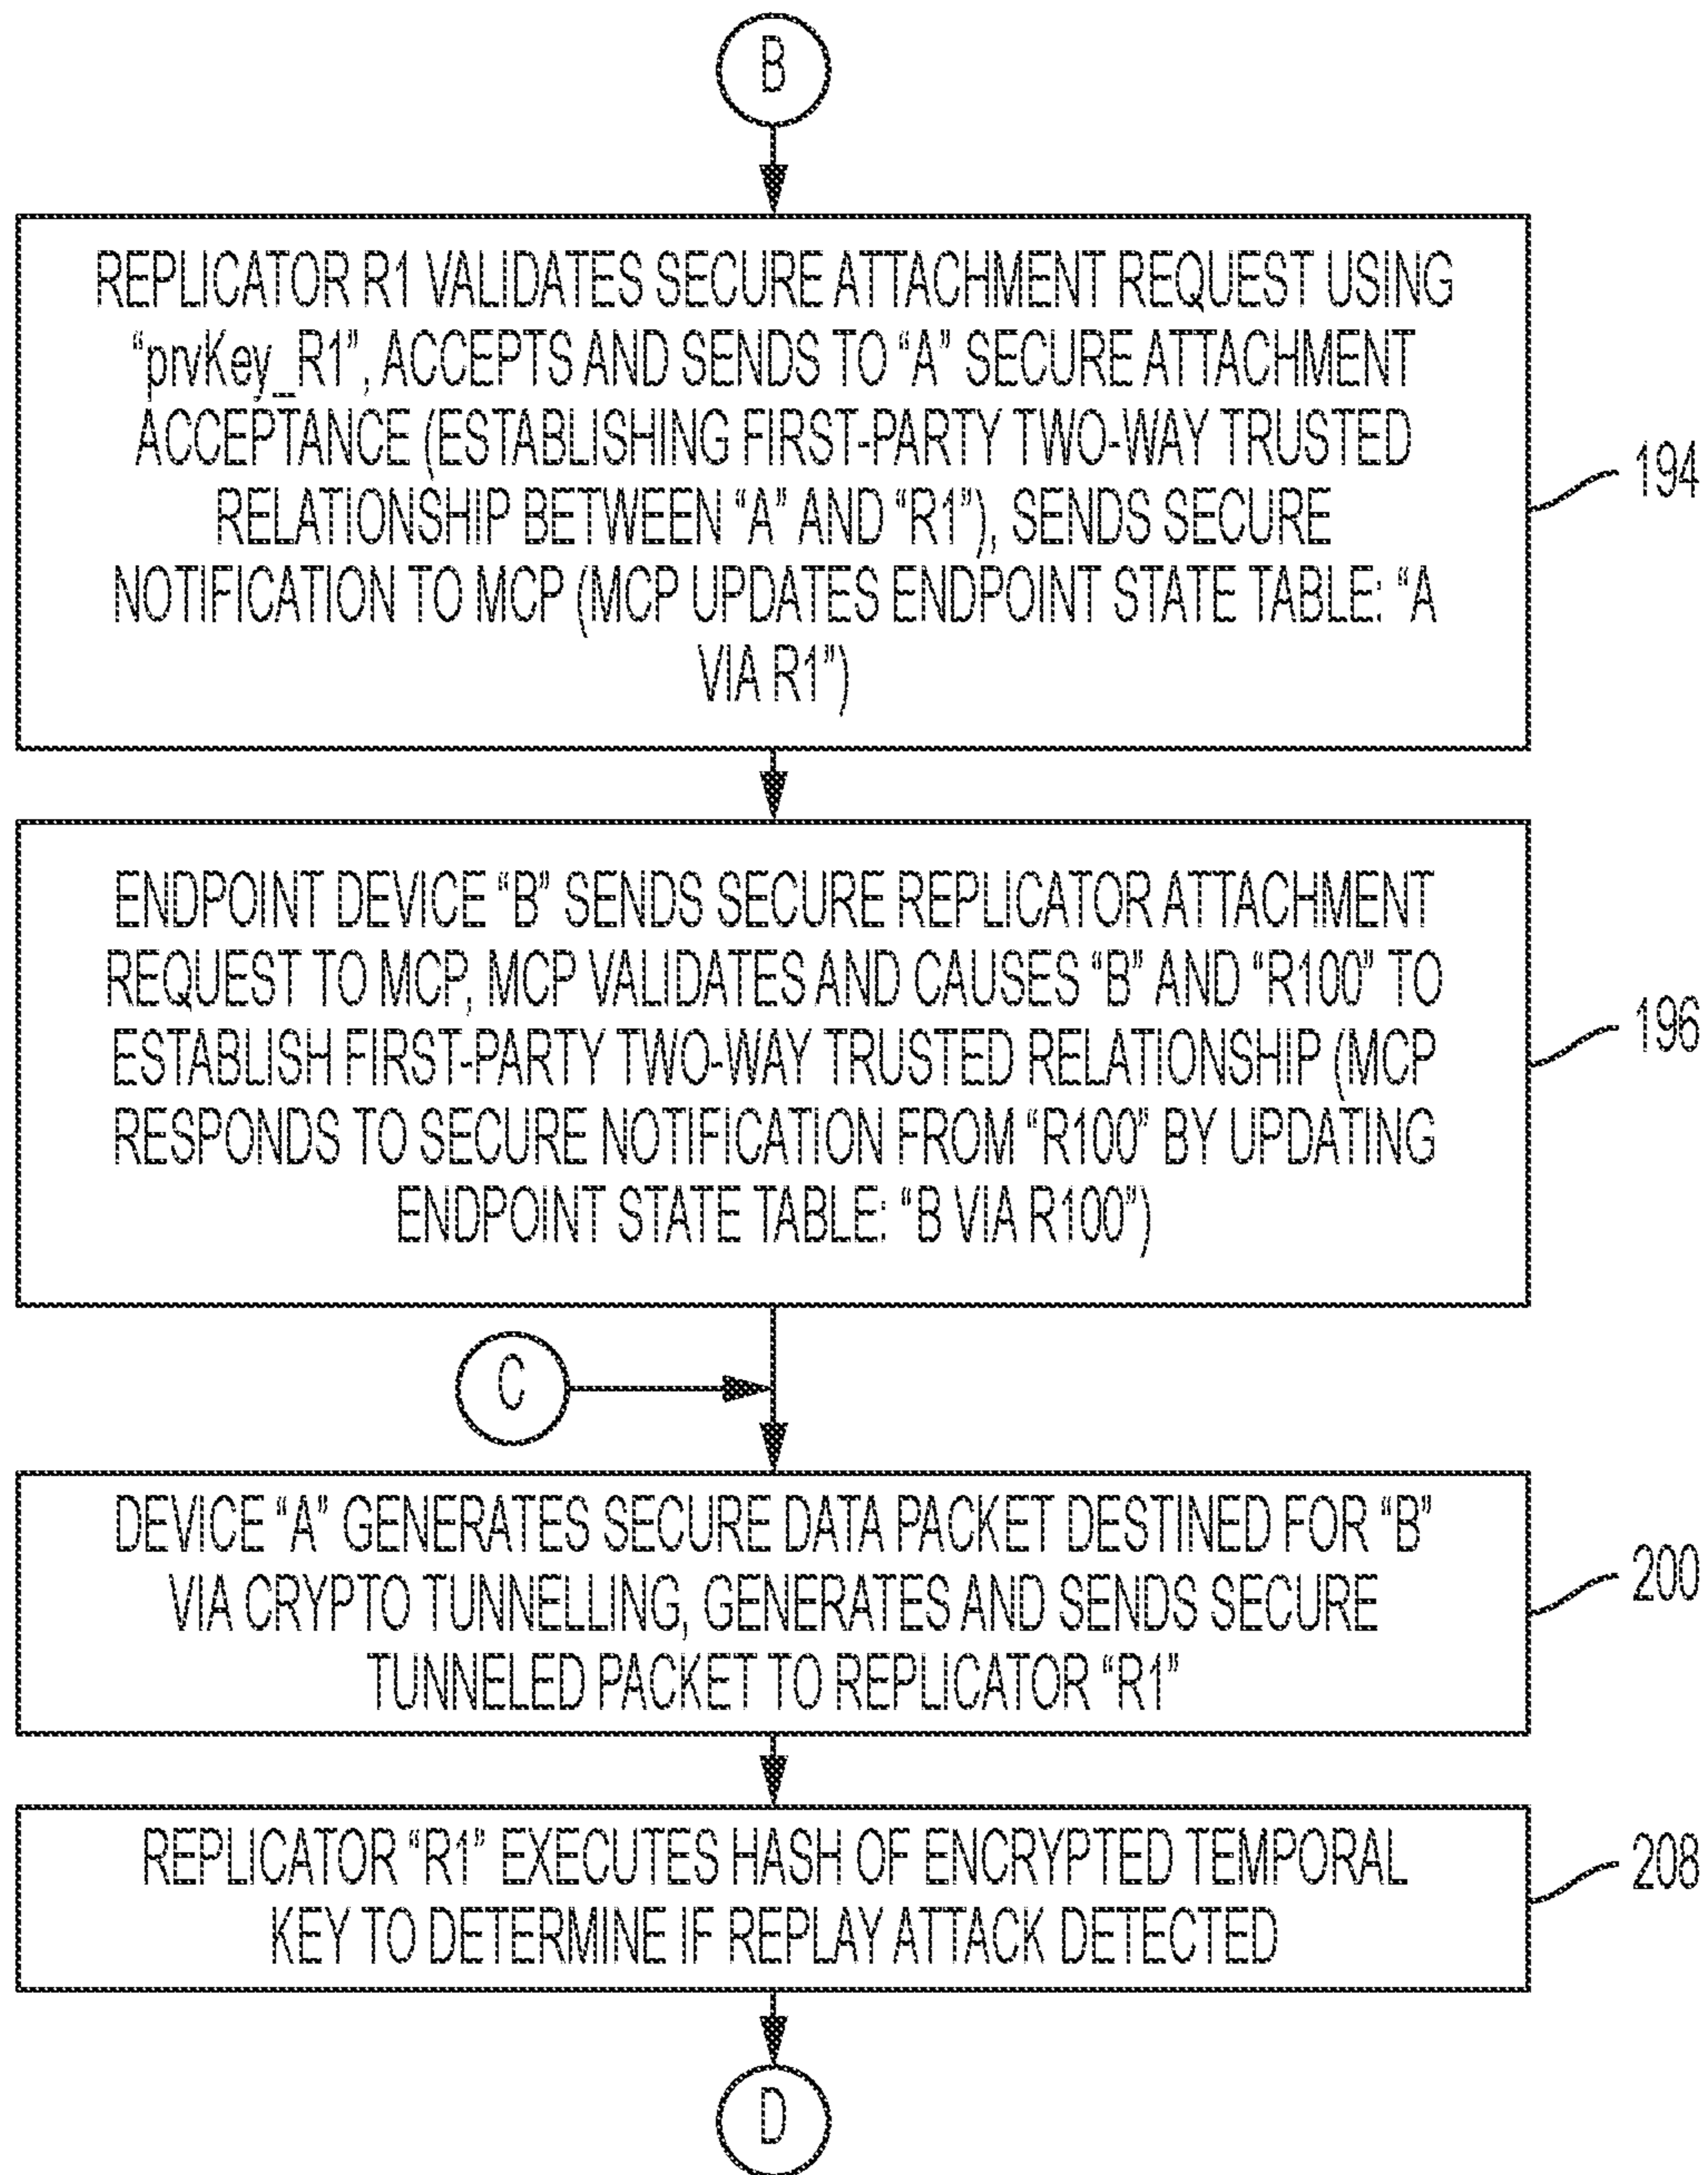 B
REPLICATOR R1 VALIDATES SECURE ATTACHMENT REQUEST USING
“prvKey_R1”, ACCEPTS AND SENDS TO “A” SECURE ATTACHMENT
ACCEPTANCE (ESTABLISHING FIRST-PARTY TWO-WAY TRUSTED
RELATIONSHIP BETWEEN “A” AND “R1”), SENDS SECURE
NOTIFICATION TO MCP (MCP UPDATES ENDPOINT STATE TABLE: “A
VIA R1”)
194
ENDPOINT DEVICE “B” SENDS SECURE REPLICATOR ATTACHMENT
REQUEST TO MCP, MCP VALIDATES AND CAUSES “B” AND “R100” TO
ESTABLISH FIRST-PARTY TWO-WAY TRUSTED RELATIONSHIP (MCP
RESPONDS TO SECURE NOTIFICATION FROM “R100” BY UPDATING
ENDPOINT STATE TABLE: “B VIA R100”)
196
C
DEVICE “A” GENERATES SECURE DATA PACKET DESTINED FOR “B”
VIA CRYPTO TUNNELLING, GENERATES AND SENDS SECURE
TUNNELED PACKET TO REPLICATOR “R1”
200
REPLICATOR “R1” EXECUTES HASH OF ENCRYPTED TEMPORAL
KEY TO DETERMINE IF REPLAY ATTACK DETECTED
208
D